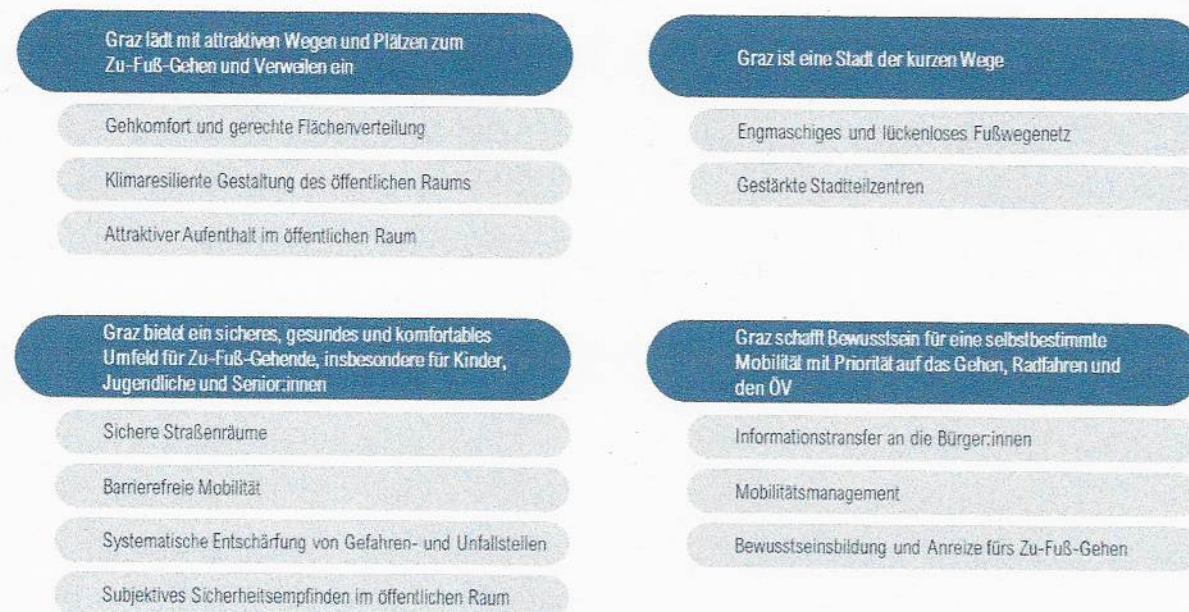 Graz lädt mit attraktiven Wegen und Plätzen zum
Zu-Fuß-Gehen und Verweilen ein
Gehkomfort und gerechte Flächenverteilung
Klimaresiliente Gestaltung des öffentlichen Raums
Attraktiver Aufenthalt im öffentlichen Raum
Graz ist eine Stadt der kurzen Wege
Engmaschiges und lückenloses Fußwegenetz
Gestärkte Stadtteilzentren
Graz bietet ein sicheres, gesundes und komfortables
Umfeld für Zu-Fuß-Gehende, insbesondere für Kinder,
Jugendliche und Senior:innen
Sichere Straßenräume
Barrierefreie Mobilität
Systematische Entschärfung von Gefahren- und Unfallstellen
Subjektives Sicherheitsempfinden im öffentlichen Raum
Graz schafft Bewusstsein für eine selbstbestimmte
Mobilität mit Priorität auf das Gehen, Radfahren und
den ÖV
Informationstransfer an die Bürger:innen
Mobilitätsmanagement
Bewusstseinsbildung und Anreize fürs Zu-Fuß-Gehen